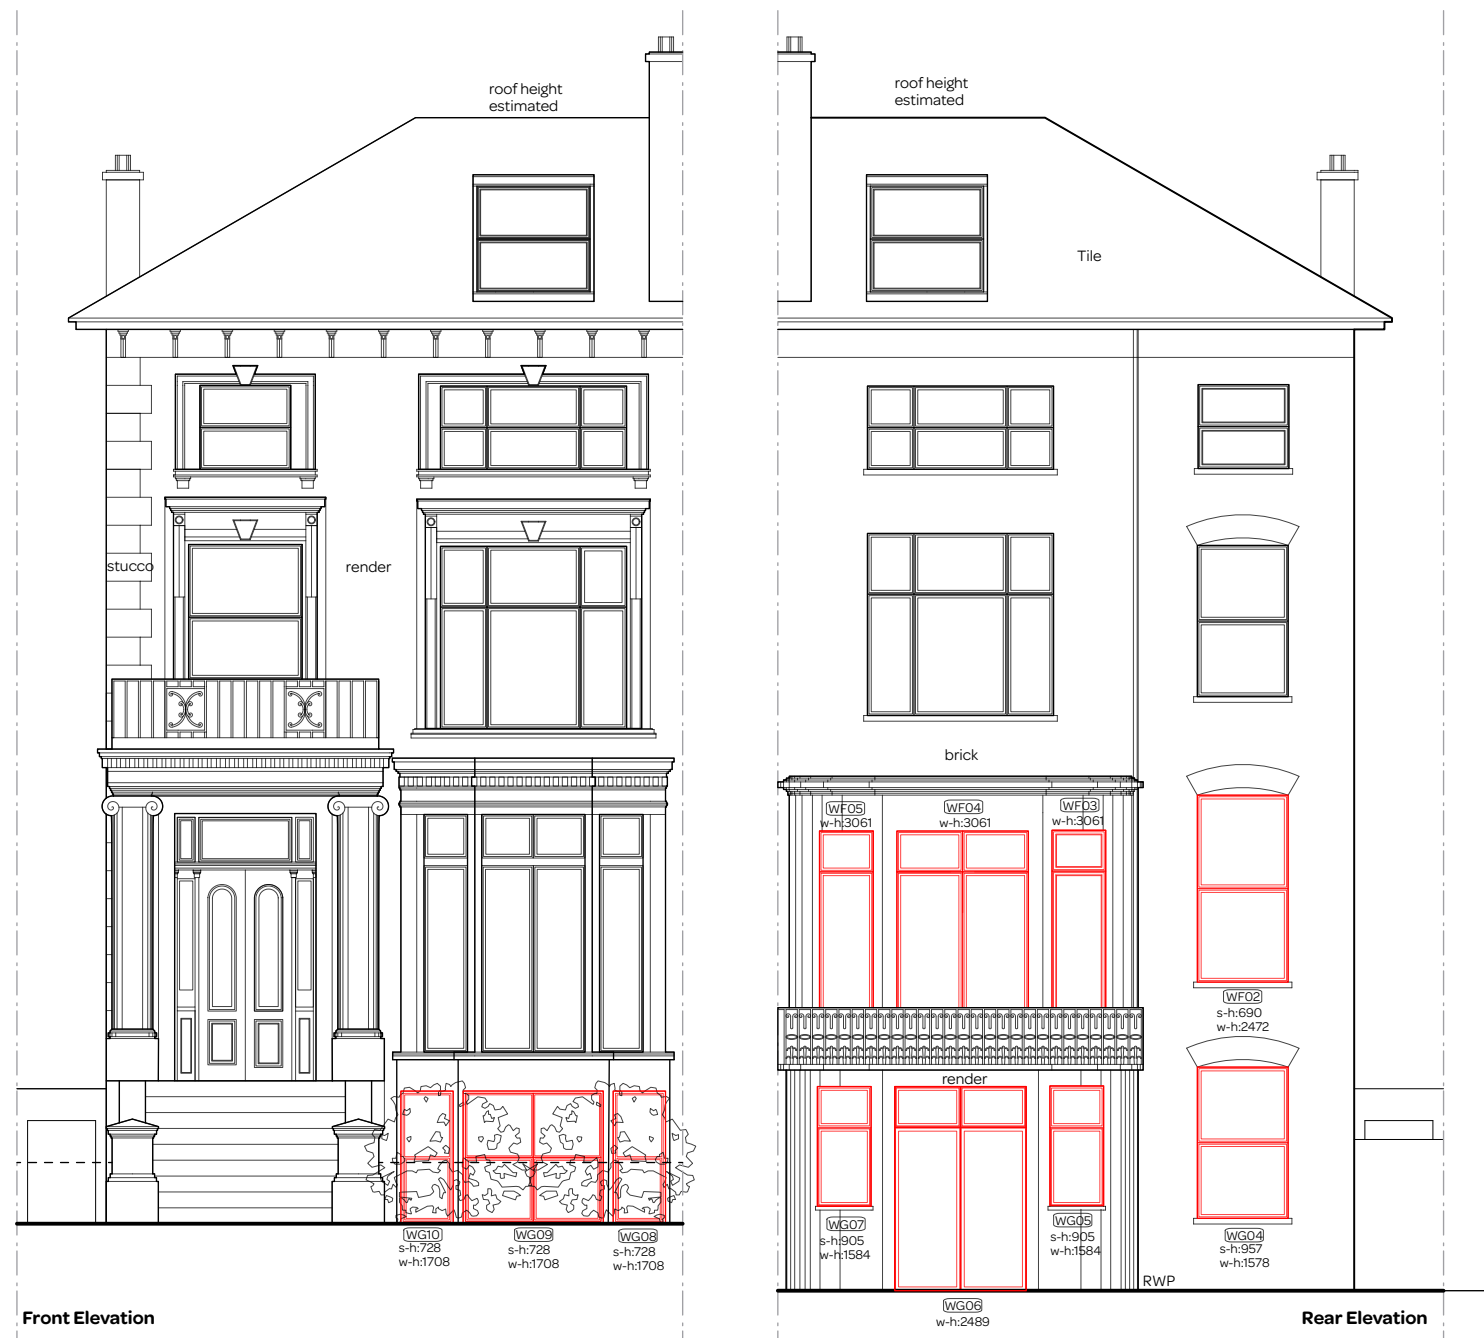 roof height
estimated
roof height
estimated
Tile
stucco
render
brick
WF05
w-h:3061
WF04
w-h:3061
WF03
w-h:3061
WF02
s-h:690
w-h:2472
render
WG10
s-h:728
w-h:1708
WG09
s-h:728
w-h:1708
WG08
s-h:728
w-h:1708
WG07
s-h:905
w-h:1584
WG05
s-h:905
w-h:1584
WG04
s-h:957
w-h:1578
RWP
WG06
w-h:2489
Front Elevation
Rear Elevation